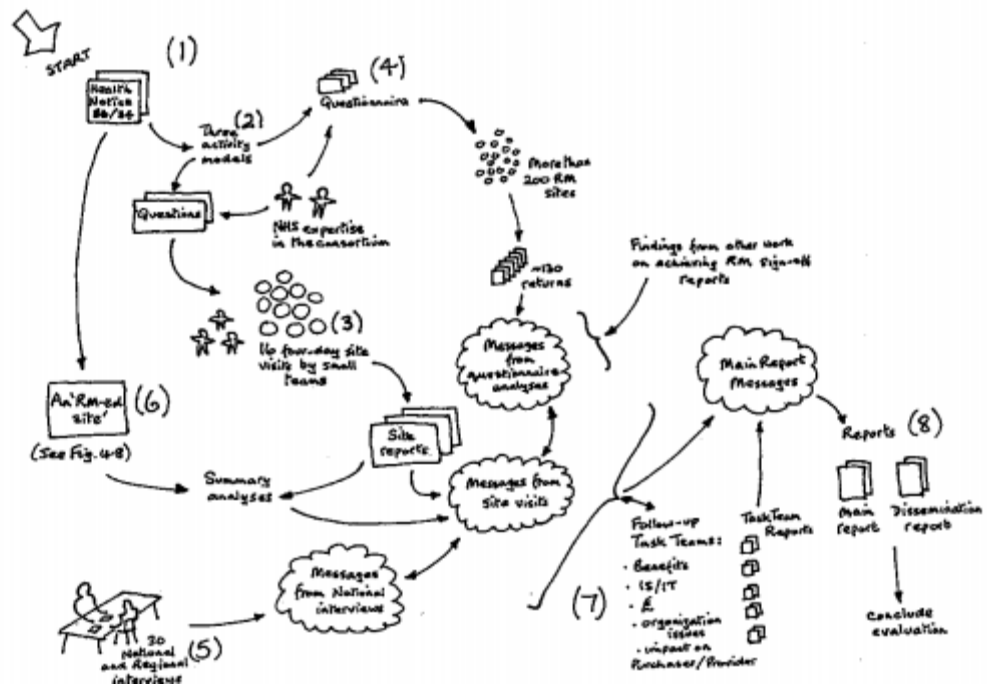 START
(1)
Health
Notice
86/34
(2)
Three
activity
models
(4)
Questionnaire
More than
200 RM
sites
Questions
NHS expertise
in the consortium
~130
returns
Findings from other work
on achieving RM sign-off
reports
(3)
16 four-day site
visits by small
teams
Messages
from
questionnaire
analyses
Main Report
Messages
An 'RM-ed
site'
(6)
(See Fig. 4.8)
Site
reports
Summary
analyses
Messages from
Site visits
Reports
(8)
Main
report
Dissemination
report
Follow-up
Task Teams:
· Benefits
· IS/IT
· £
· organization
issues
· impact on
Purchaser/Provider
Task Team
Reports
(7)
Messages
from National
interviews
30
National
and Regional
interviews
(5)
conclude
evaluation